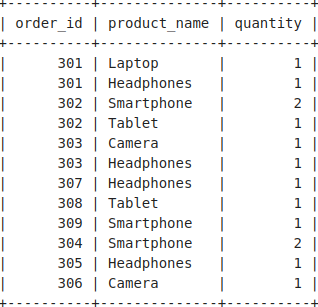 +----------+--------------+----------+
| order_id | product_name | quantity |
+----------+--------------+----------+
|      301 | Laptop       |        1 |
|      301 | Headphones   |        1 |
|      302 | Smartphone   |        2 |
|      302 | Tablet       |        1 |
|      303 | Camera       |        1 |
|      303 | Headphones   |        1 |
|      307 | Headphones   |        1 |
|      308 | Tablet       |        1 |
|      309 | Smartphone   |        1 |
|      304 | Smartphone   |        2 |
|      305 | Headphones   |        1 |
|      306 | Camera       |        1 |
+----------+--------------+----------+